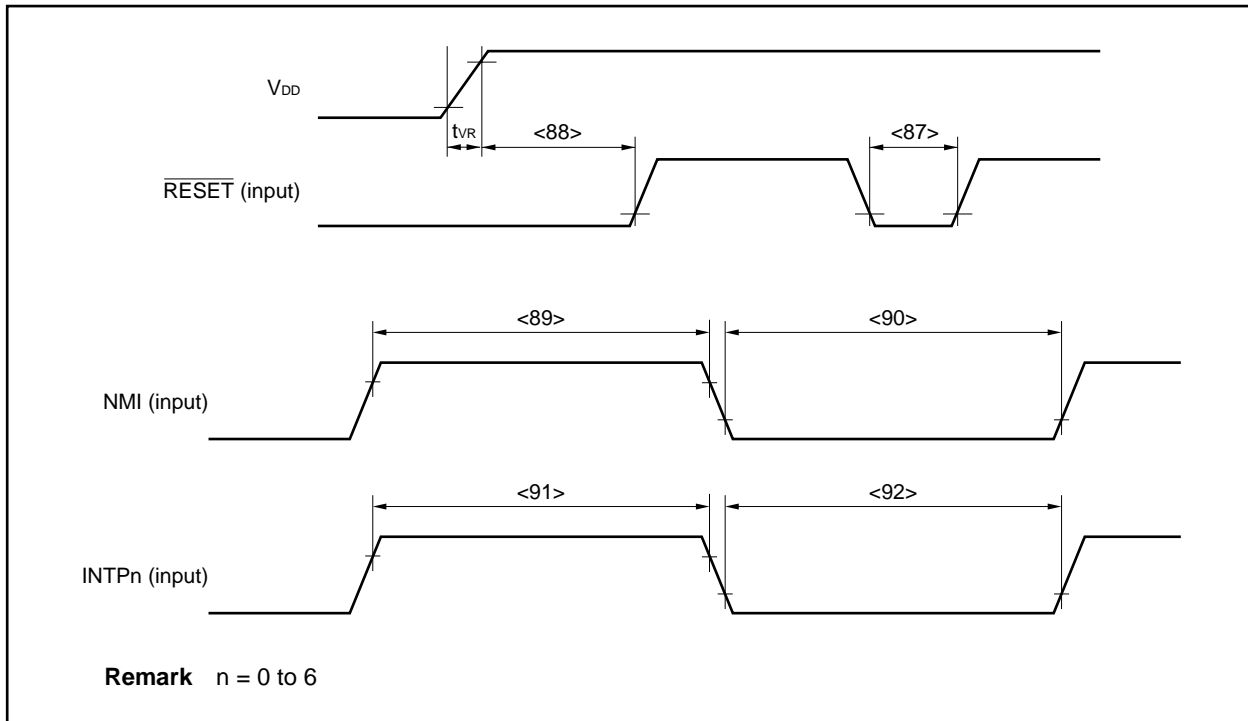 VDD
tVR
<88>
<87>
RESET (input)
<89>
<90>
NMI (input)
<91>
<92>
INTPn (input)
Remark n = 0 to 6